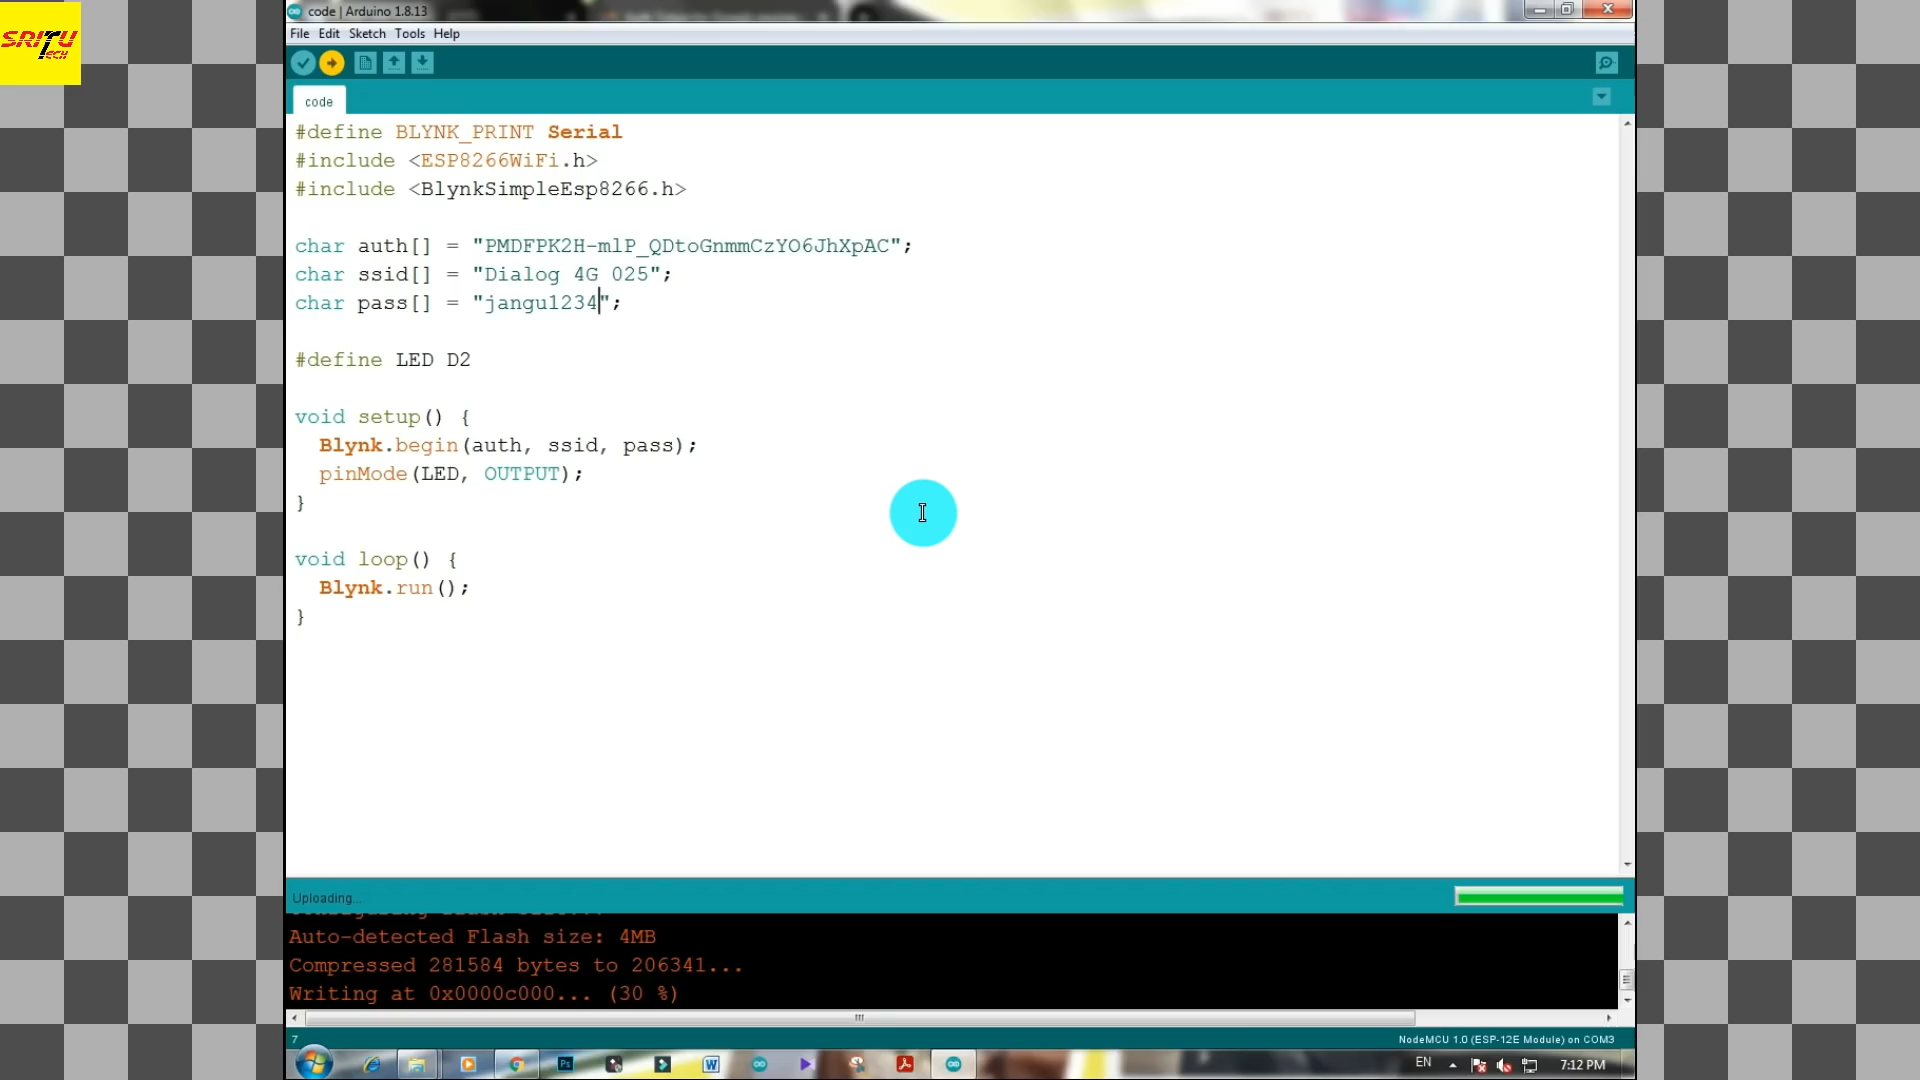 SRITU
TECH
code | Arduino 1.8.13
File Edit Sketch Tools Help
code
#define BLYNK_PRINT Serial
#include <ESP8266WiFi.h>
#include <BlynkSimpleEsp8266.h>
char auth[] = "PMDFPK2H-mlP_QDtoGnmmCzYO6JhXpAC";
char ssid[] = "Dialog 4G 025";
char pass[] = "jangu1234";
#define LED D2
void setup() {
Blynk.begin(auth, ssid, pass);
pinMode(LED, OUTPUT);
}
void loop() {
Blynk.run();
}
Uploading...
Auto-detected Flash size: 4MB
Compressed 281584 bytes to 206341...
Writing at 0x0000c000... (30 %)
7
NodeMCU 1.0 (ESP-12E Module) on COM3
EN
7:12 PM